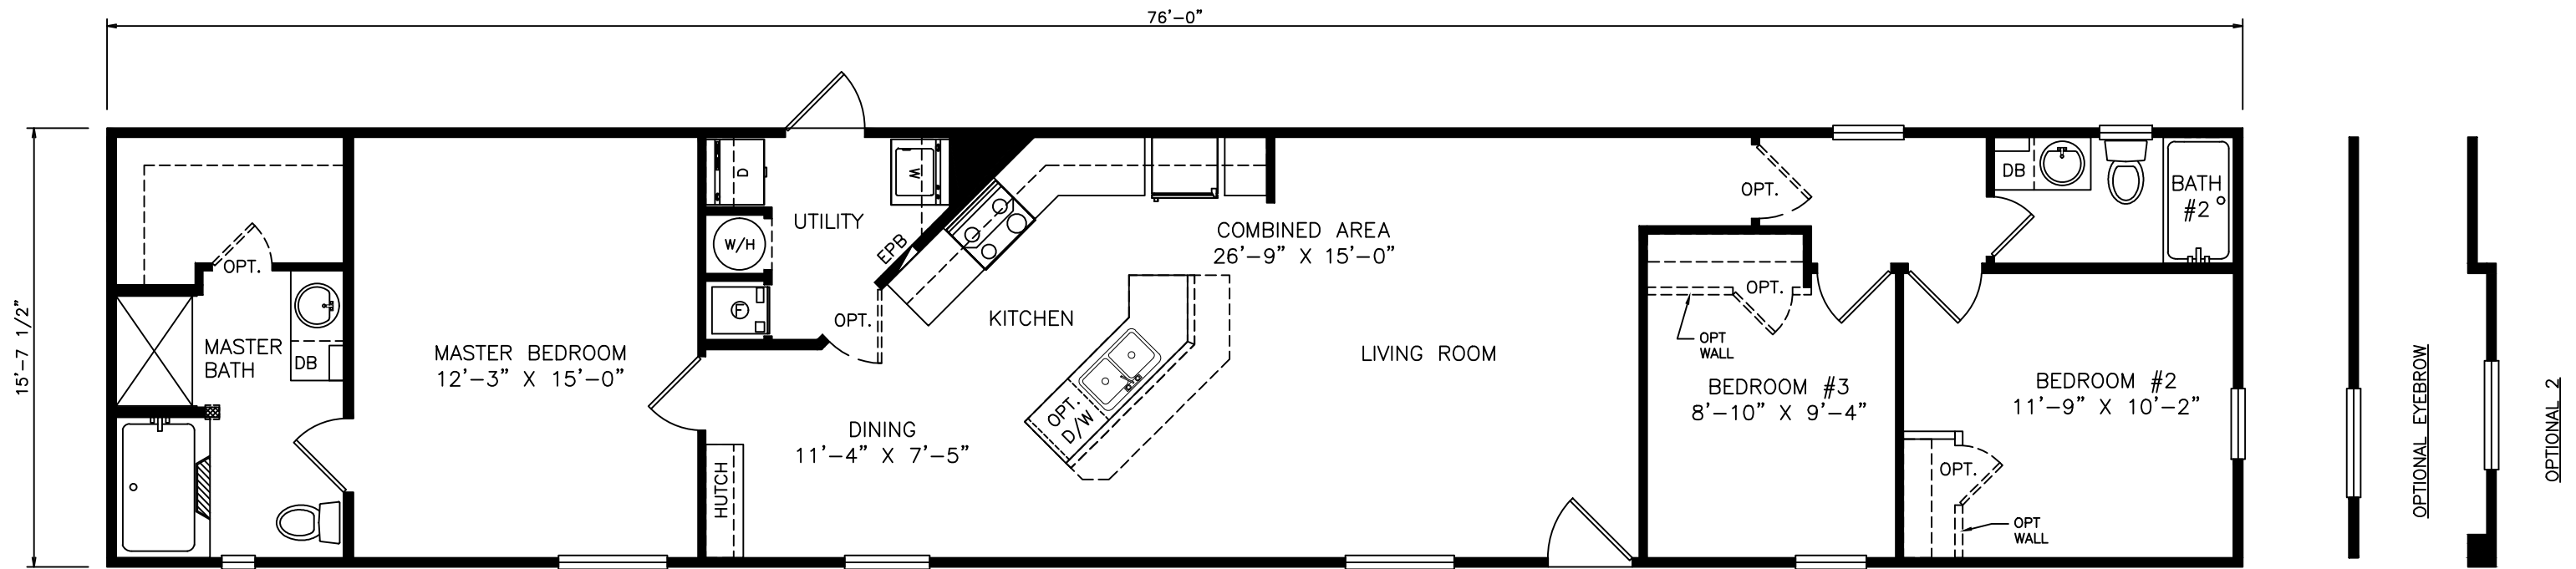 76'-0"
15'-7 1/2"
OPT.
MASTER
BATH
DB
MASTER BEDROOM
12'-3" X 15'-0"
D
W
W/H
F
UTILITY
EPB
OPT.
HUTCH
DINING
11'-4" X 7'-5"
KITCHEN
OPT.
D/W
COMBINED AREA
26'-9" X 15'-0"
LIVING ROOM
OPT.
OPT.
OPT
WALL
BEDROOM #3
8'-10" X 9'-4"
DB
BATH
#2
BEDROOM #2
11'-9" X 10'-2"
OPT.
OPT
WALL
OPTIONAL EYEBROW
OPTIONAL 2